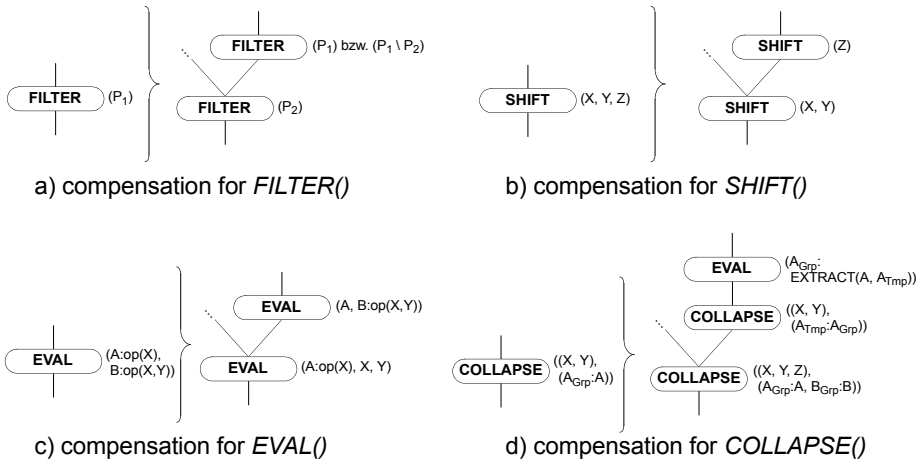 FILTER (P1) bzw. (P1 \ P2)
FILTER (P1)
FILTER (P2)
a) compensation for FILTER()
SHIFT (Z)
SHIFT (X, Y, Z)
SHIFT (X, Y)
b) compensation for SHIFT()
EVAL (A, B:op(X,Y))
EVAL (A:op(X),
B:op(X,Y))
EVAL (A:op(X), X, Y)
c) compensation for EVAL()
EVAL (AGrp:
EXTRACT(A, ATmp))
COLLAPSE ((X, Y),
(ATmp:AGrp))
COLLAPSE ((X, Y),
(AGrp:A))
COLLAPSE ((X, Y, Z),
(AGrp:A, BGrp:B))
d) compensation for COLLAPSE()